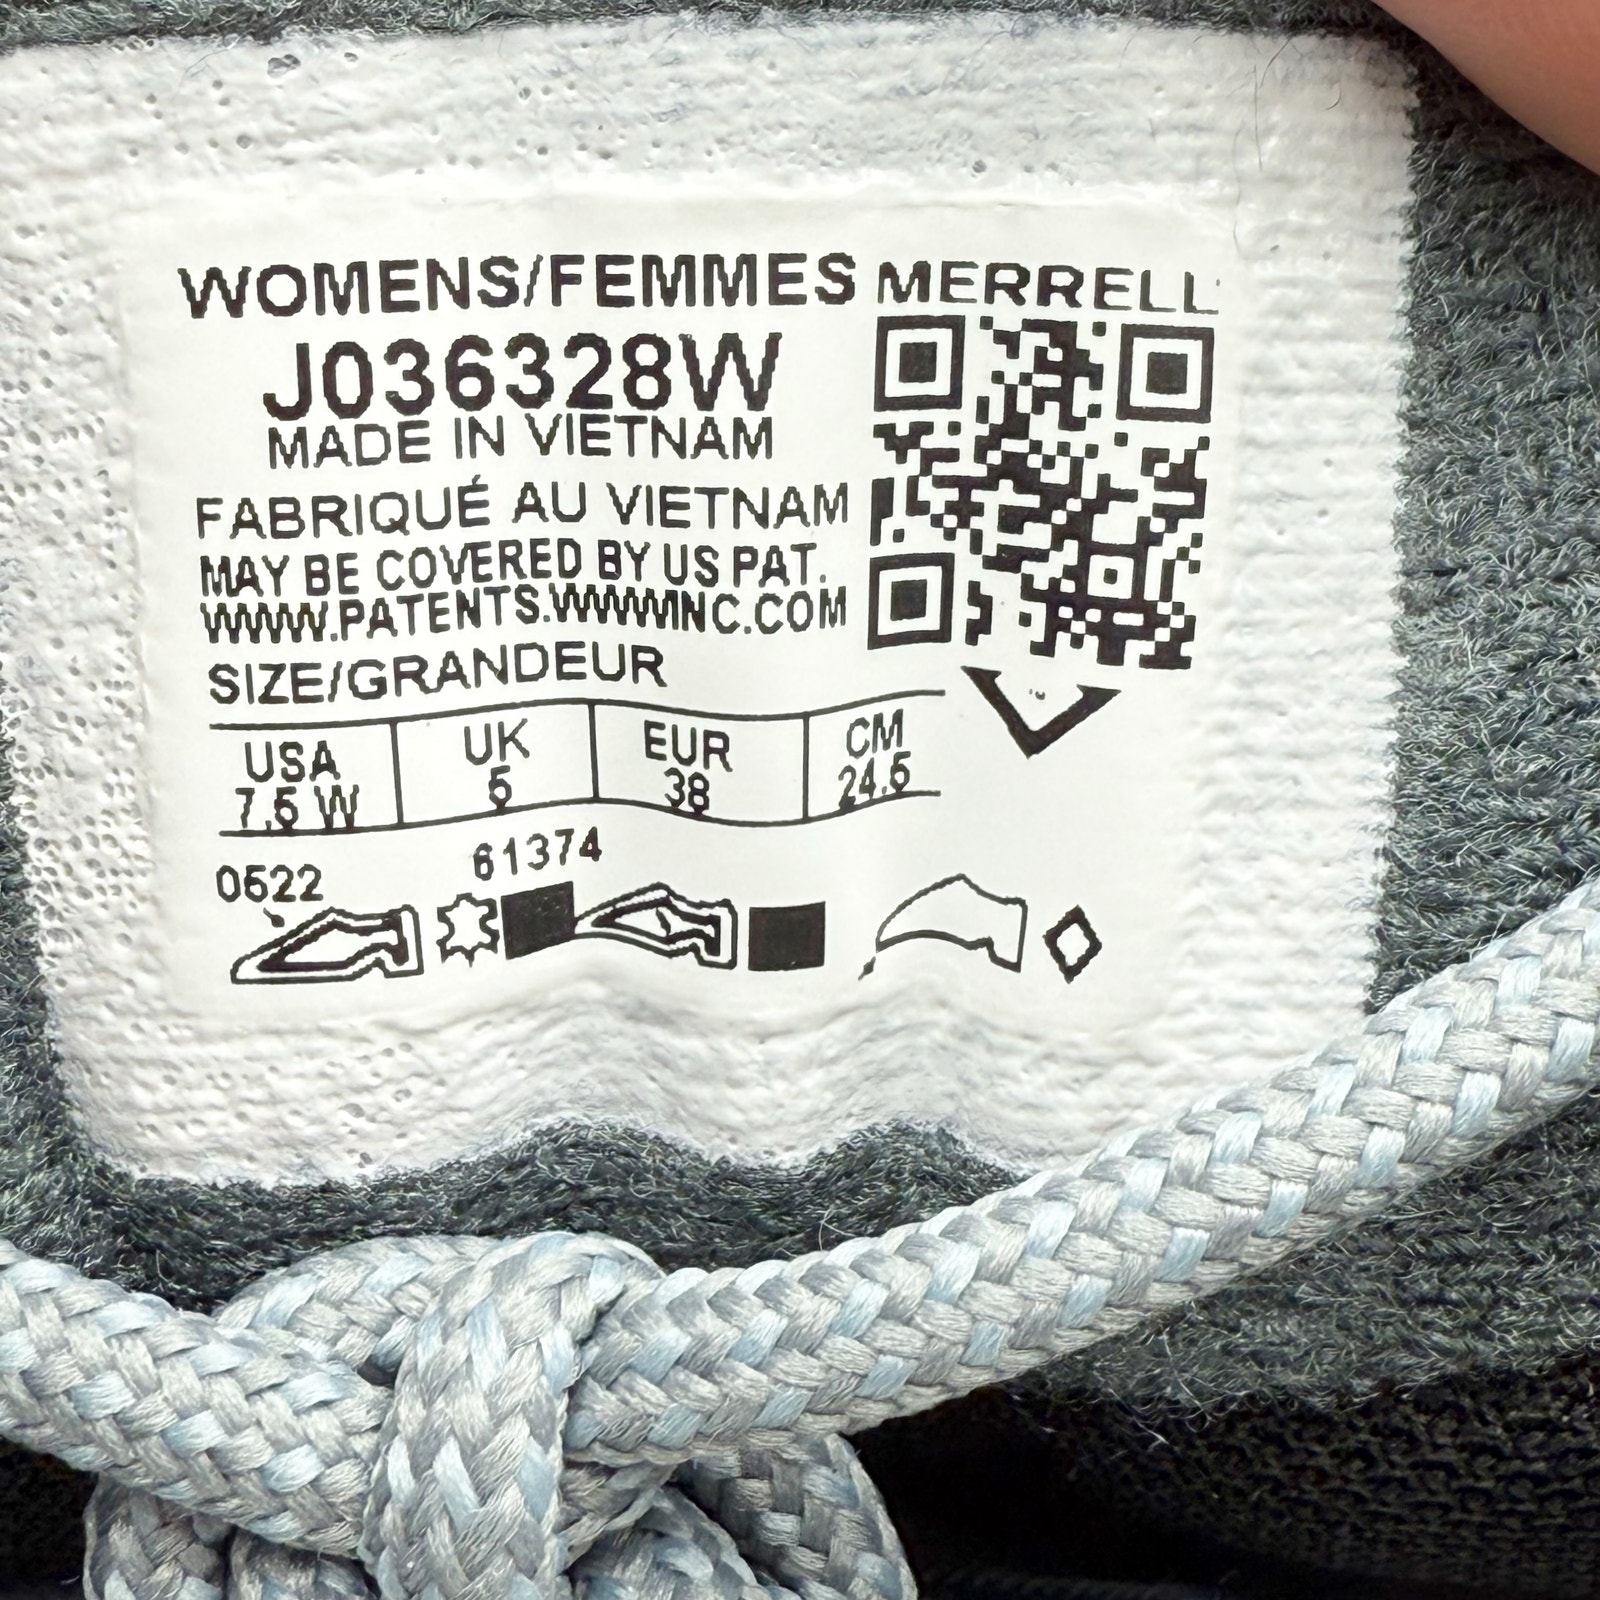 WOMENS/FEMMES MERRELL
J036328W
MADE IN VIETNAM
FABRIQUÉ AU VIETNAM
MAY BE COVERED BY US PAT.
WWW.PATENTS.WWWINC.COM
SIZE/GRANDEUR
USA UK EUR CM
7.5 W 5 38 24.5
61374
0522